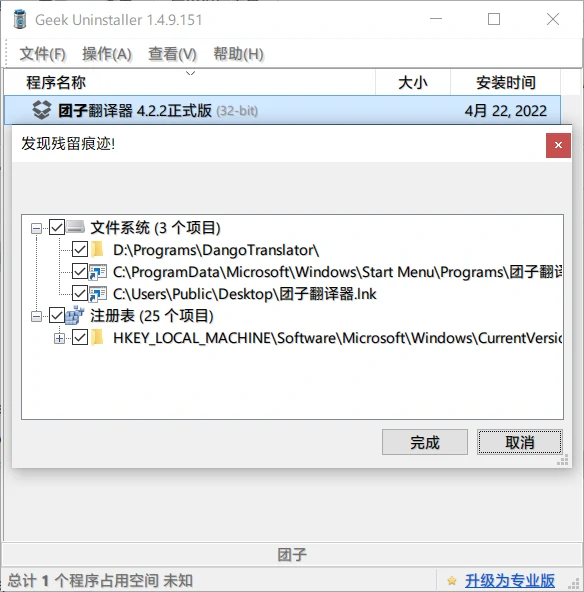 Geek Uninstaller 1.4.9.151
文件(F) 操作(A) 查看(V) 帮助(H)
程序名称 大小 安装时间
团子翻译器 4.2.2正式版 (32-bit) 4月 22, 2022
发现残留痕迹!
文件系统 (3 个项目)
D:\Programs\DangoTranslator\
C:\ProgramData\Microsoft\Windows\Start Menu\Programs\团子翻译
C:\Users\Public\Desktop\团子翻译器.lnk
注册表 (25 个项目)
HKEY_LOCAL_MACHINE\Software\Microsoft\Windows\CurrentVersio
完成 取消
团子
总计 1 个程序占用空间 未知 升级为专业版